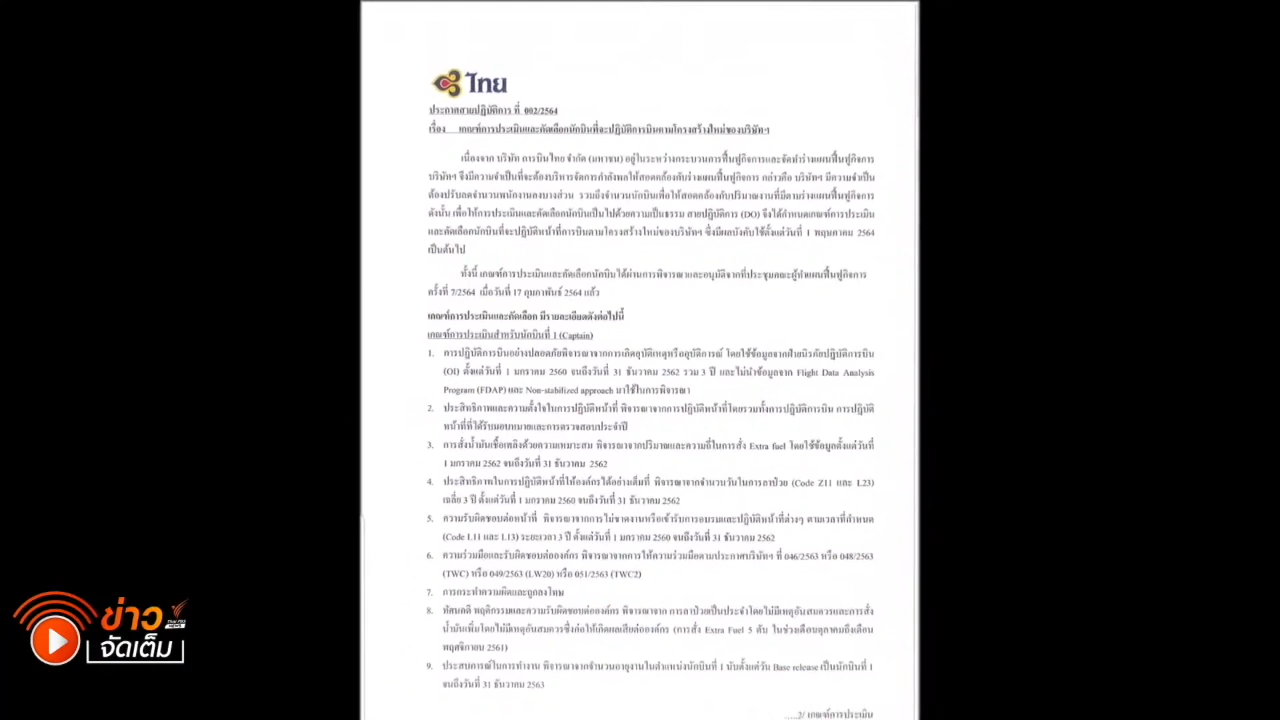 ไทย
ประกาศสายปฏิบัติการ ที่ 002/2564
เรื่อง เกณฑ์การประเมินและคัดเลือกนักบินที่จะปฏิบัติการบินตามโครงสร้างใหม่ของบริษัทฯ
เนื่องจาก บริษัท การบินไทย จำกัด (มหาชน) อยู่ในระหว่างกระบวนการฟื้นฟูกิจการและจัดทำร่างแผนฟื้นฟูกิจการ
บริษัทฯ จึงมีความจำเป็นที่จะต้องบริหารจัดการกำลังพลให้สอดคล้องกับร่างแผนฟื้นฟูกิจการ กล่าวคือ บริษัทฯ มีความจำเป็น
ต้องปรับลดจำนวนพนักงานลงบางส่วน รวมถึงจำนวนนักบินเพื่อให้สอดคล้องกับปริมาณงานที่มีตามร่างแผนฟื้นฟูกิจการ
ดังนั้น เพื่อให้การประเมินและคัดเลือกนักบินเป็นไปด้วยความเป็นธรรม สายปฏิบัติการ (DO) จึงได้กำหนดเกณฑ์การประเมิน
และคัดเลือกนักบินที่จะปฏิบัติหน้าที่การบินตามโครงสร้างใหม่ของบริษัทฯ ซึ่งมีผลบังคับใช้ตั้งแต่วันที่ 1 พฤษภาคม 2564
เป็นต้นไป
ทั้งนี้ เกณฑ์การประเมินและคัดเลือกนักบินได้ผ่านการพิจารณาและอนุมัติจากที่ประชุมคณะผู้ทำแผนฟื้นฟูกิจการ
ครั้งที่ 7/2564 เมื่อวันที่ 17 กุมภาพันธ์ 2564 แล้ว
เกณฑ์การประเมินและคัดเลือก มีรายละเอียดดังต่อไปนี้
เกณฑ์การประเมินสำหรับนักบินที่ 1 (Captain)
1. การปฏิบัติการบินอย่างปลอดภัยพิจารณาจากการเกิดอุบัติเหตุหรืออุบัติการณ์ โดยใช้ข้อมูลจากฝ่ายนิรภัยปฏิบัติการบิน
(OI) ตั้งแต่วันที่ 1 มกราคม 2560 จนถึงวันที่ 31 ธันวาคม 2562 รวม 3 ปี และไม่นำข้อมูลจาก Flight Data Analysis
Program (FDAP) และ Non-stabilized approach มาใช้ในการพิจารณา
2. ประสิทธิภาพและความตั้งใจในการปฏิบัติหน้าที่ พิจารณาจากการปฏิบัติหน้าที่โดยรวมทั้งการปฏิบัติการบิน การปฏิบัติ
หน้าที่ที่ได้รับมอบหมายและการตรวจสอบประจำปี
3. การสั่งน้ำมันเชื้อเพลิงด้วยความเหมาะสม พิจารณาจากปริมาณและความถี่ในการสั่ง Extra fuel โดยใช้ข้อมูลตั้งแต่วันที่
1 มกราคม 2562 จนถึงวันที่ 31 ธันวาคม 2562
4. ประสิทธิภาพในการปฏิบัติหน้าที่ให้องค์กรได้อย่างเต็มที่ พิจารณาจากจำนวนวันในการลาป่วย (Code Z11 และ L23)
เฉลี่ย 3 ปี ตั้งแต่วันที่ 1 มกราคม 2560 จนถึงวันที่ 31 ธันวาคม 2562
5. ความรับผิดชอบต่อหน้าที่ พิจารณาจากการไม่ขาดงานหรือเข้ารับการอบรมและปฏิบัติหน้าที่ต่างๆ ตามเวลาที่กำหนด
(Code L11 และ L13) ระยะเวลา 3 ปี ตั้งแต่วันที่ 1 มกราคม 2560 จนถึงวันที่ 31 ธันวาคม 2562
6. ความร่วมมือและรับผิดชอบต่อองค์กร พิจารณาจากการให้ความร่วมมือตามประกาศบริษัทฯ ที่ 046/2563 หรือ 048/2563
(TWC) หรือ 049/2563 (LW20) หรือ 051/2563 (TWC2)
7. การกระทำความผิดและถูกลงโทษ
8. ทัศนคติ พฤติกรรมและความรับผิดชอบต่อองค์กร พิจารณาจาก การลาป่วยเป็นประจำโดยไม่มีเหตุอันสมควรและการสั่ง
น้ำมันเพิ่มโดยไม่มีเหตุอันสมควรซึ่งก่อให้เกิดผลเสียต่อองค์กร (การสั่ง Extra Fuel 5 ตัน ในช่วงเดือนตุลาคมถึงเดือน
พฤศจิกายน 2561)
9. ประสบการณ์ในการทำงาน พิจารณาจากจำนวนอายุงานในตำแหน่งนักบินที่ 1 นับตั้งแต่วัน Base release เป็นนักบินที่ 1
จนถึงวันที่ 31 ธันวาคม 2563
.....2/ เกณฑ์การประเมิน
ข่าว
จัดเต็ม